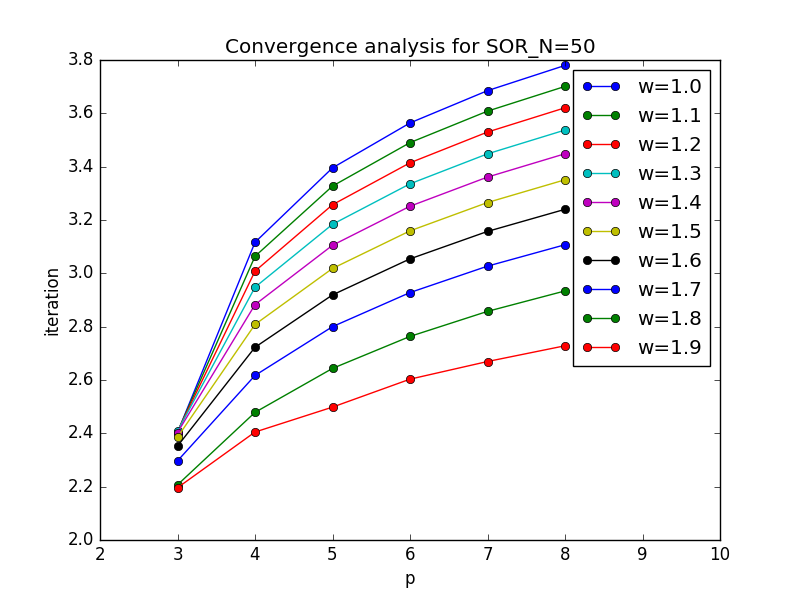 Convergence analysis for SOR_N=50
3.8
3.6
3.4
3.2
3.0
2.8
2.6
2.4
2.2
2.0
iteration
w=1.0
w=1.1
w=1.2
w=1.3
w=1.4
w=1.5
w=1.6
w=1.7
w=1.8
w=1.9
2 3 4 5 6 7 8 9 10
p